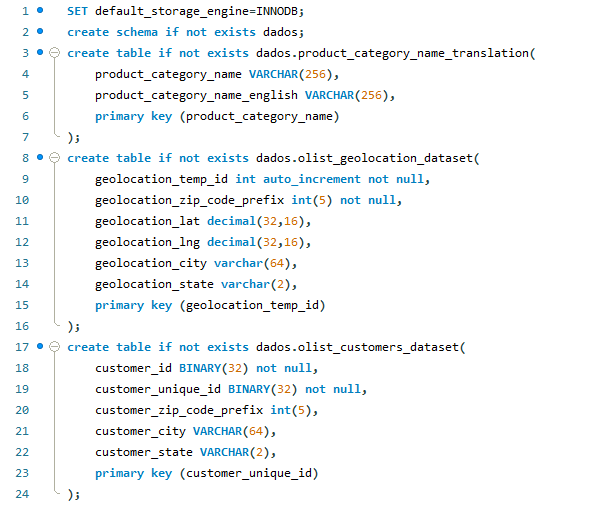 1 SET default_storage_engine=INNODB;
2 create schema if not exists dados;
3 create table if not exists dados.product_category_name_translation(
4 product_category_name VARCHAR(256),
5 product_category_name_english VARCHAR(256),
6 primary key (product_category_name)
7 );
8 create table if not exists dados.olist_geolocation_dataset(
9 geolocation_temp_id int auto_increment not null,
10 geolocation_zip_code_prefix int(5) not null,
11 geolocation_lat decimal(32,16),
12 geolocation_lng decimal(32,16),
13 geolocation_city varchar(64),
14 geolocation_state varchar(2),
15 primary key (geolocation_temp_id)
16 );
17 create table if not exists dados.olist_customers_dataset(
18 customer_id BINARY(32) not null,
19 customer_unique_id BINARY(32) not null,
20 customer_zip_code_prefix int(5),
21 customer_city VARCHAR(64),
22 customer_state VARCHAR(2),
23 primary key (customer_unique_id)
24 );